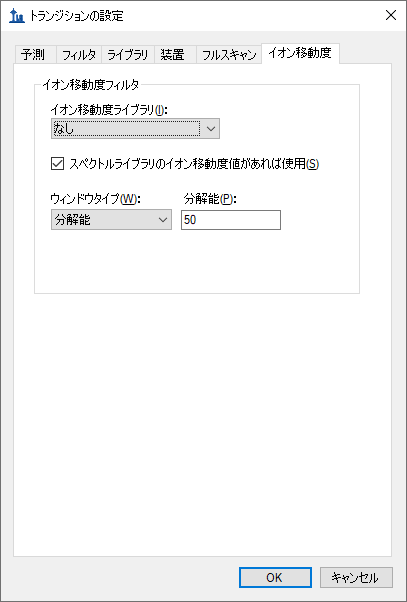 トランジションの設定
予測 フィルタ ライブラリ 装置 フルスキャン イオン移動度
イオン移動度フィルタ
イオン移動度ライブラリ(I):
なし
スペクトルライブラリのイオン移動度値があれば使用(S)
ウィンドウタイプ(W): 分解能(P):
分解能 50
OK キャンセル